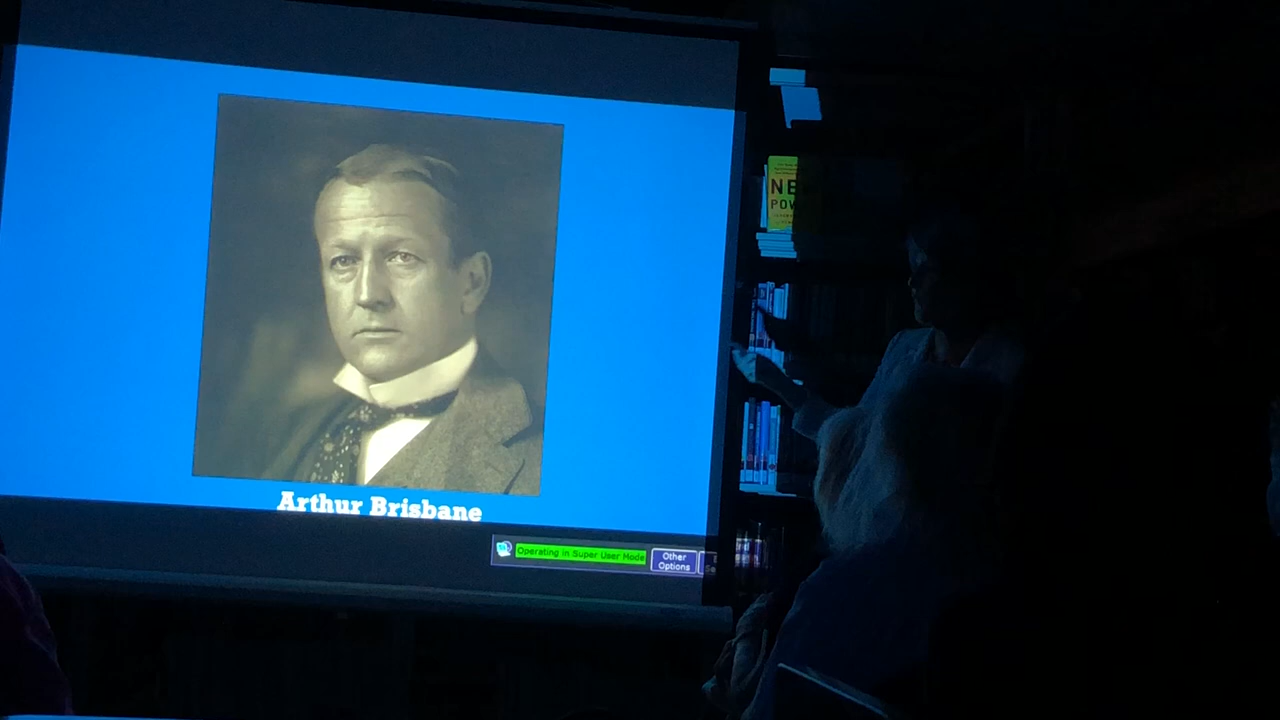 NE
POW
Arthur Brisbane
Operating in Super User Mode
Other
Options